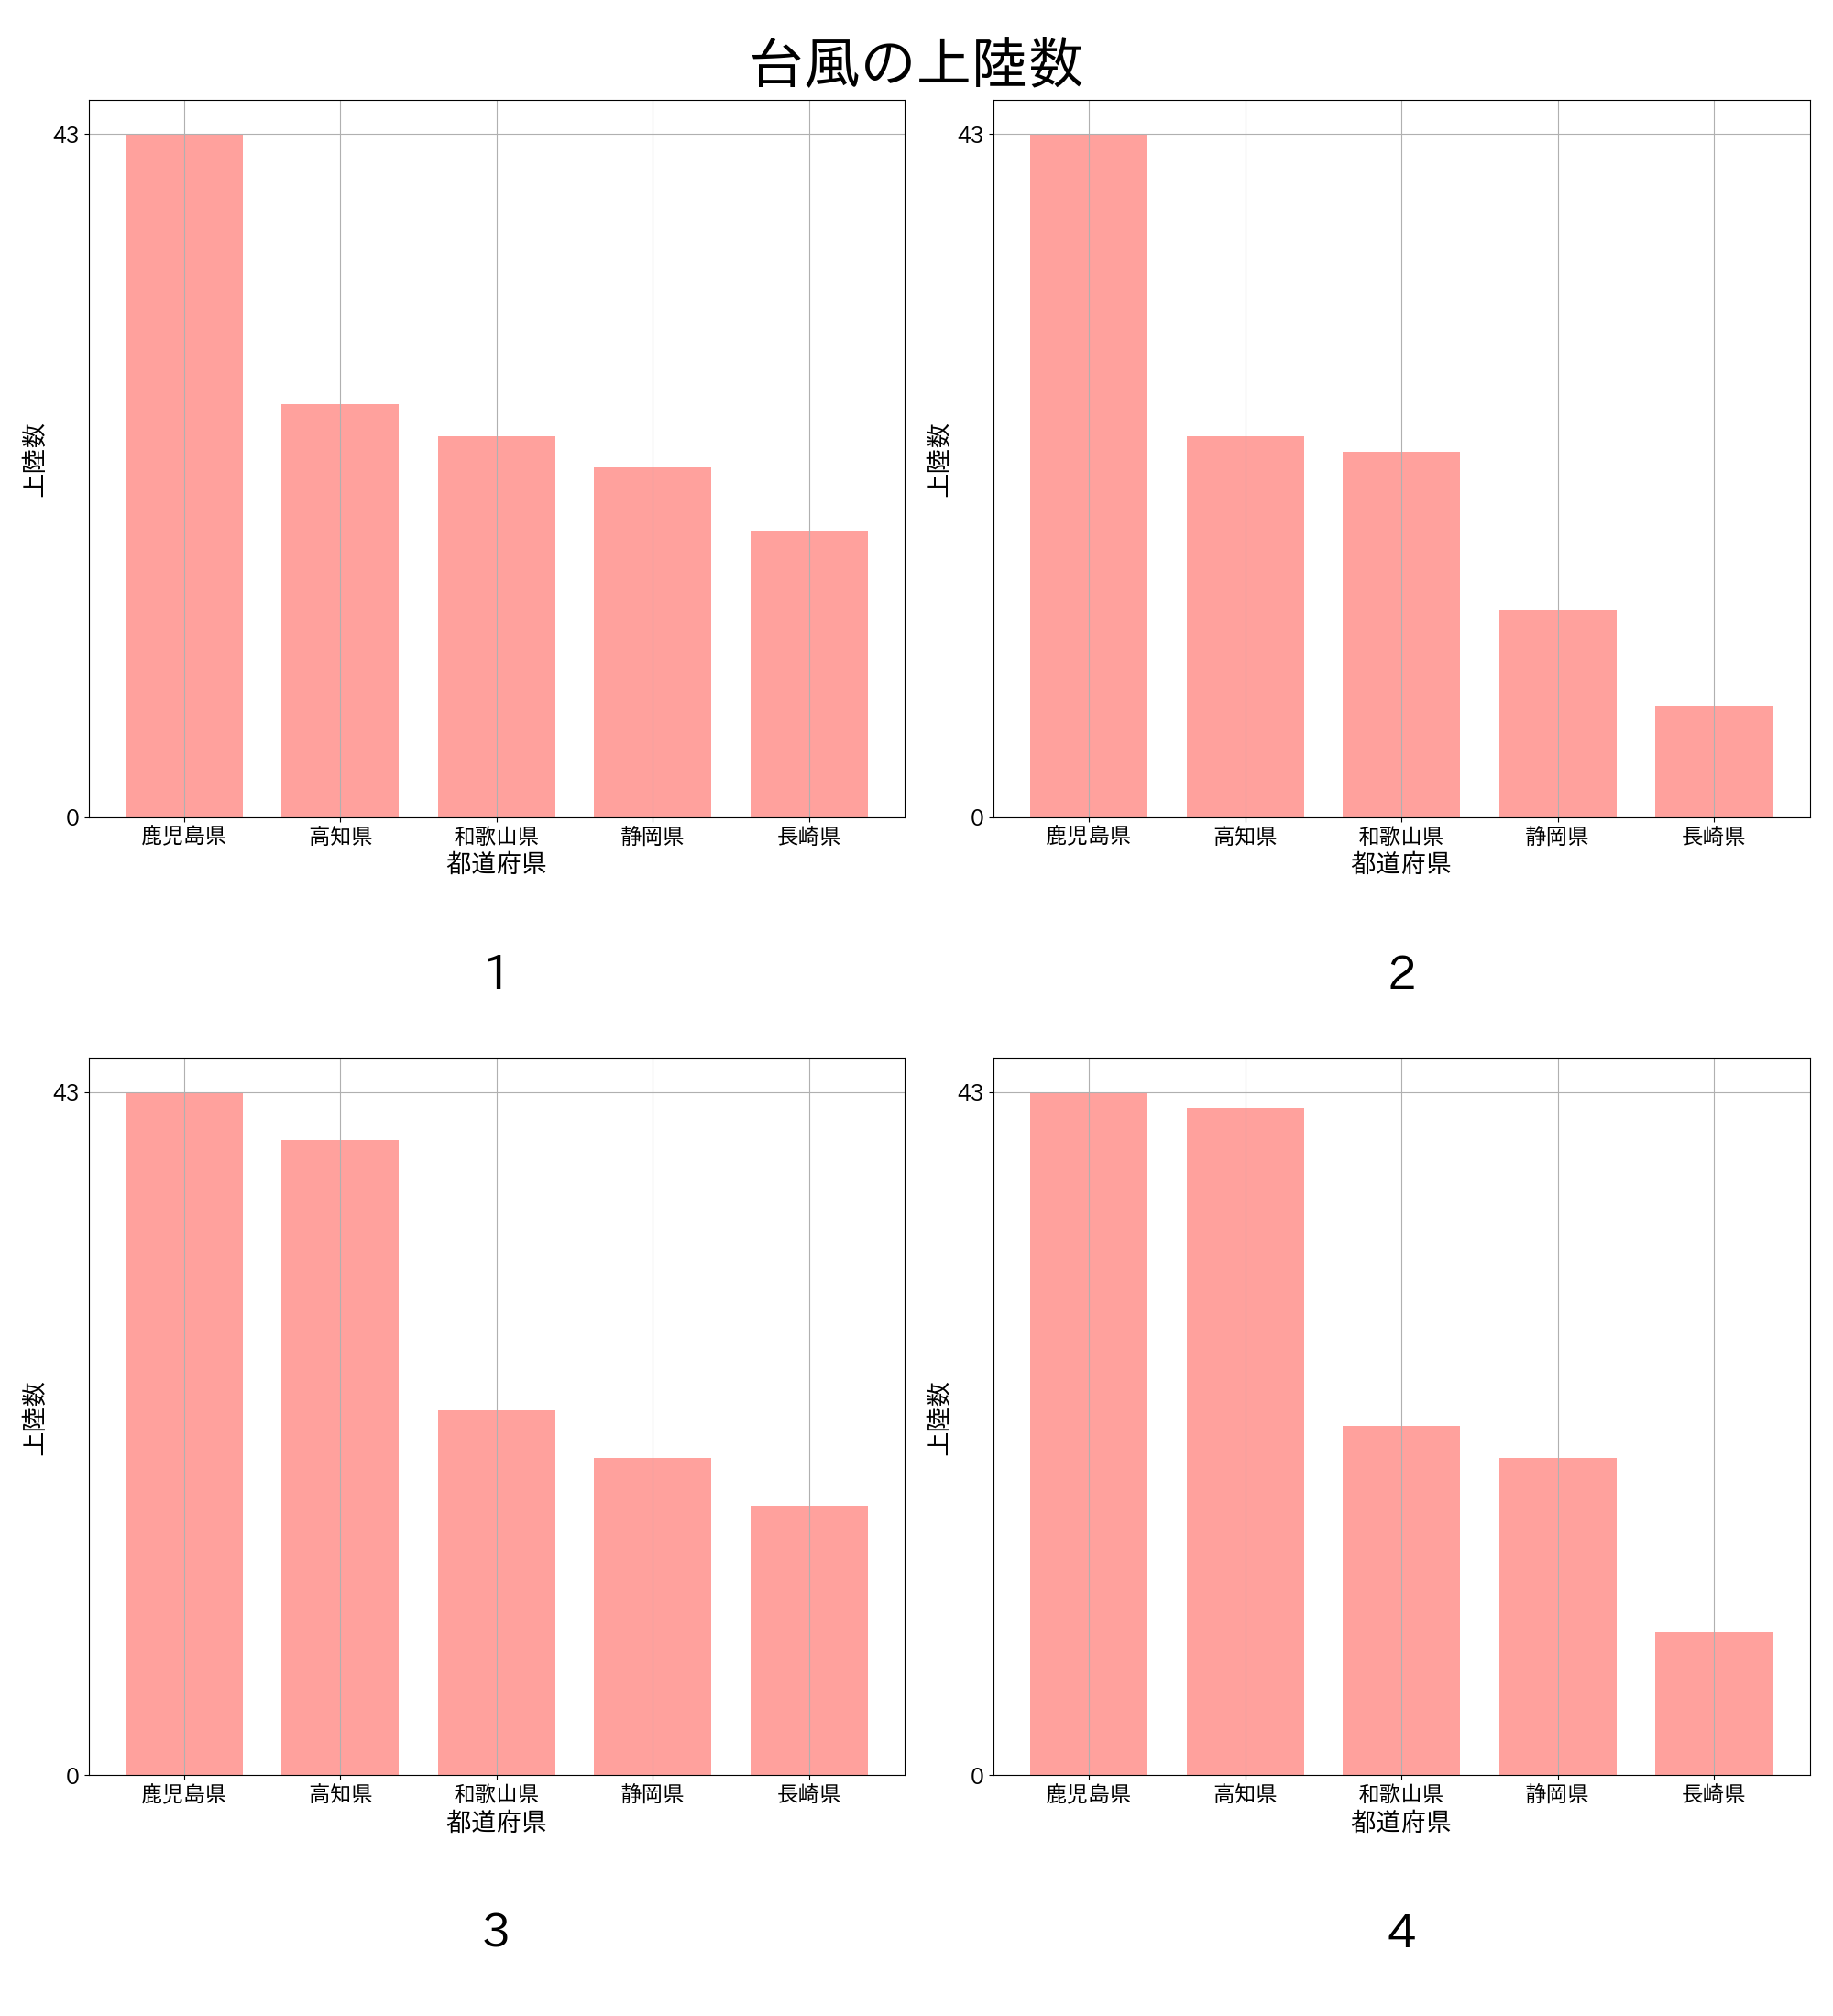 台風の上陸数
43
0
上陸数
鹿児島県 高知県 和歌山県 静岡県 長崎県
都道府県
1
43
0
上陸数
鹿児島県 高知県 和歌山県 静岡県 長崎県
都道府県
2
43
0
上陸数
鹿児島県 高知県 和歌山県 静岡県 長崎県
都道府県
3
43
0
上陸数
鹿児島県 高知県 和歌山県 静岡県 長崎県
都道府県
4